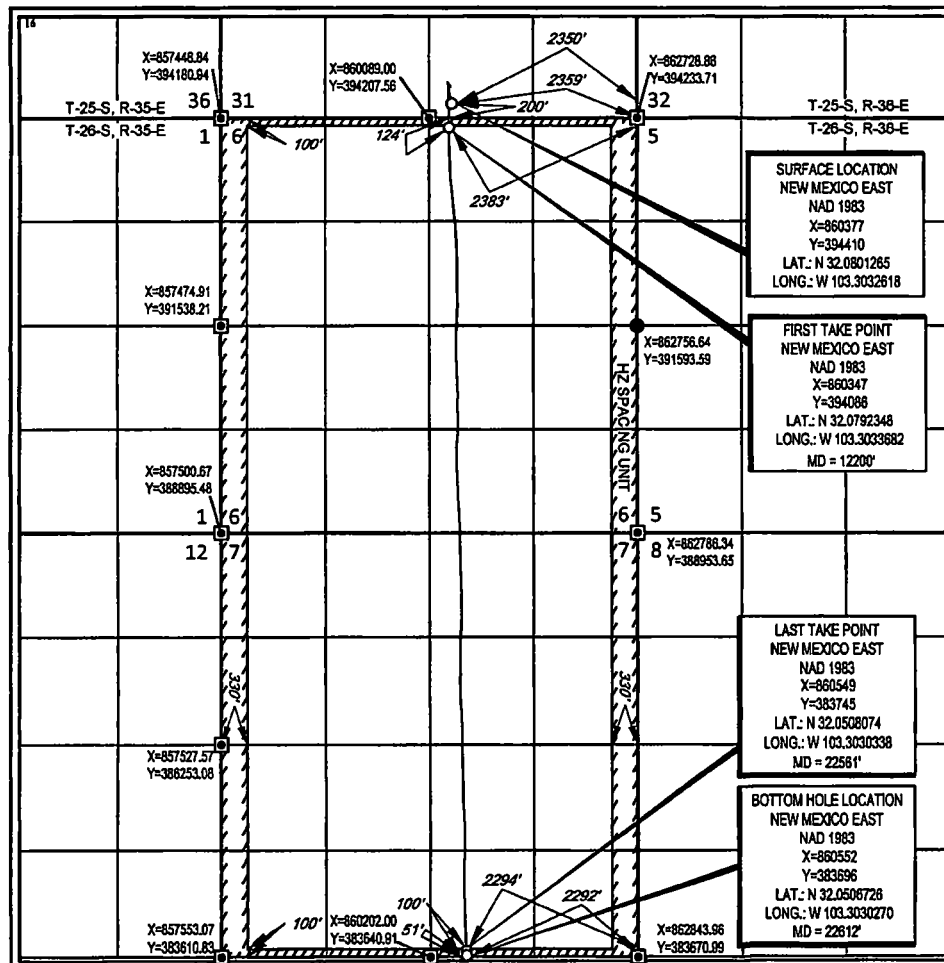 16
2350'
X=857448.84
Y=394180.94
X=860089.00
Y=394207.56
2359'
X=862728.88
Y=394233.71
200'
36 31
32
T-25-S, R-35-E
T-25-S, R-36-E
T-26-S, R-35-E
T-26-S, R-36-E
1 6
5
100'
124'
2383'
SURFACE LOCATION
NEW MEXICO EAST
NAD 1983
X=860377
Y=394410
LAT.: N 32.0801265
LONG.: W 103.3032618
X=857474.91
Y=391538.21
X=862756.64
Y=391593.59
FIRST TAKE POINT
NEW MEXICO EAST
NAD 1983
X=860347
Y=394086
LAT.: N 32.0792348
LONG.: W 103.3033682
MD = 12200'
HZ SPACING UNIT
X=857500.67
Y=388895.48
1 6
6 5
12 7
7 8
X=862786.34
Y=388953.65
LAST TAKE POINT
NEW MEXICO EAST
NAD 1983
X=860549
Y=383745
LAT.: N 32.0508074
LONG.: W 103.3030338
MD = 22561'
330'
330'
X=857527.57
Y=386253.08
BOTTOM HOLE LOCATION
NEW MEXICO EAST
NAD 1983
X=860552
Y=383696
LAT.: N 32.0506726
LONG.: W 103.3030270
MD = 22612'
2294'
2292'
100'
100'
51'
X=857553.07
Y=383610.83
X=860202.00
Y=383640.91
X=862843.96
Y=383670.99